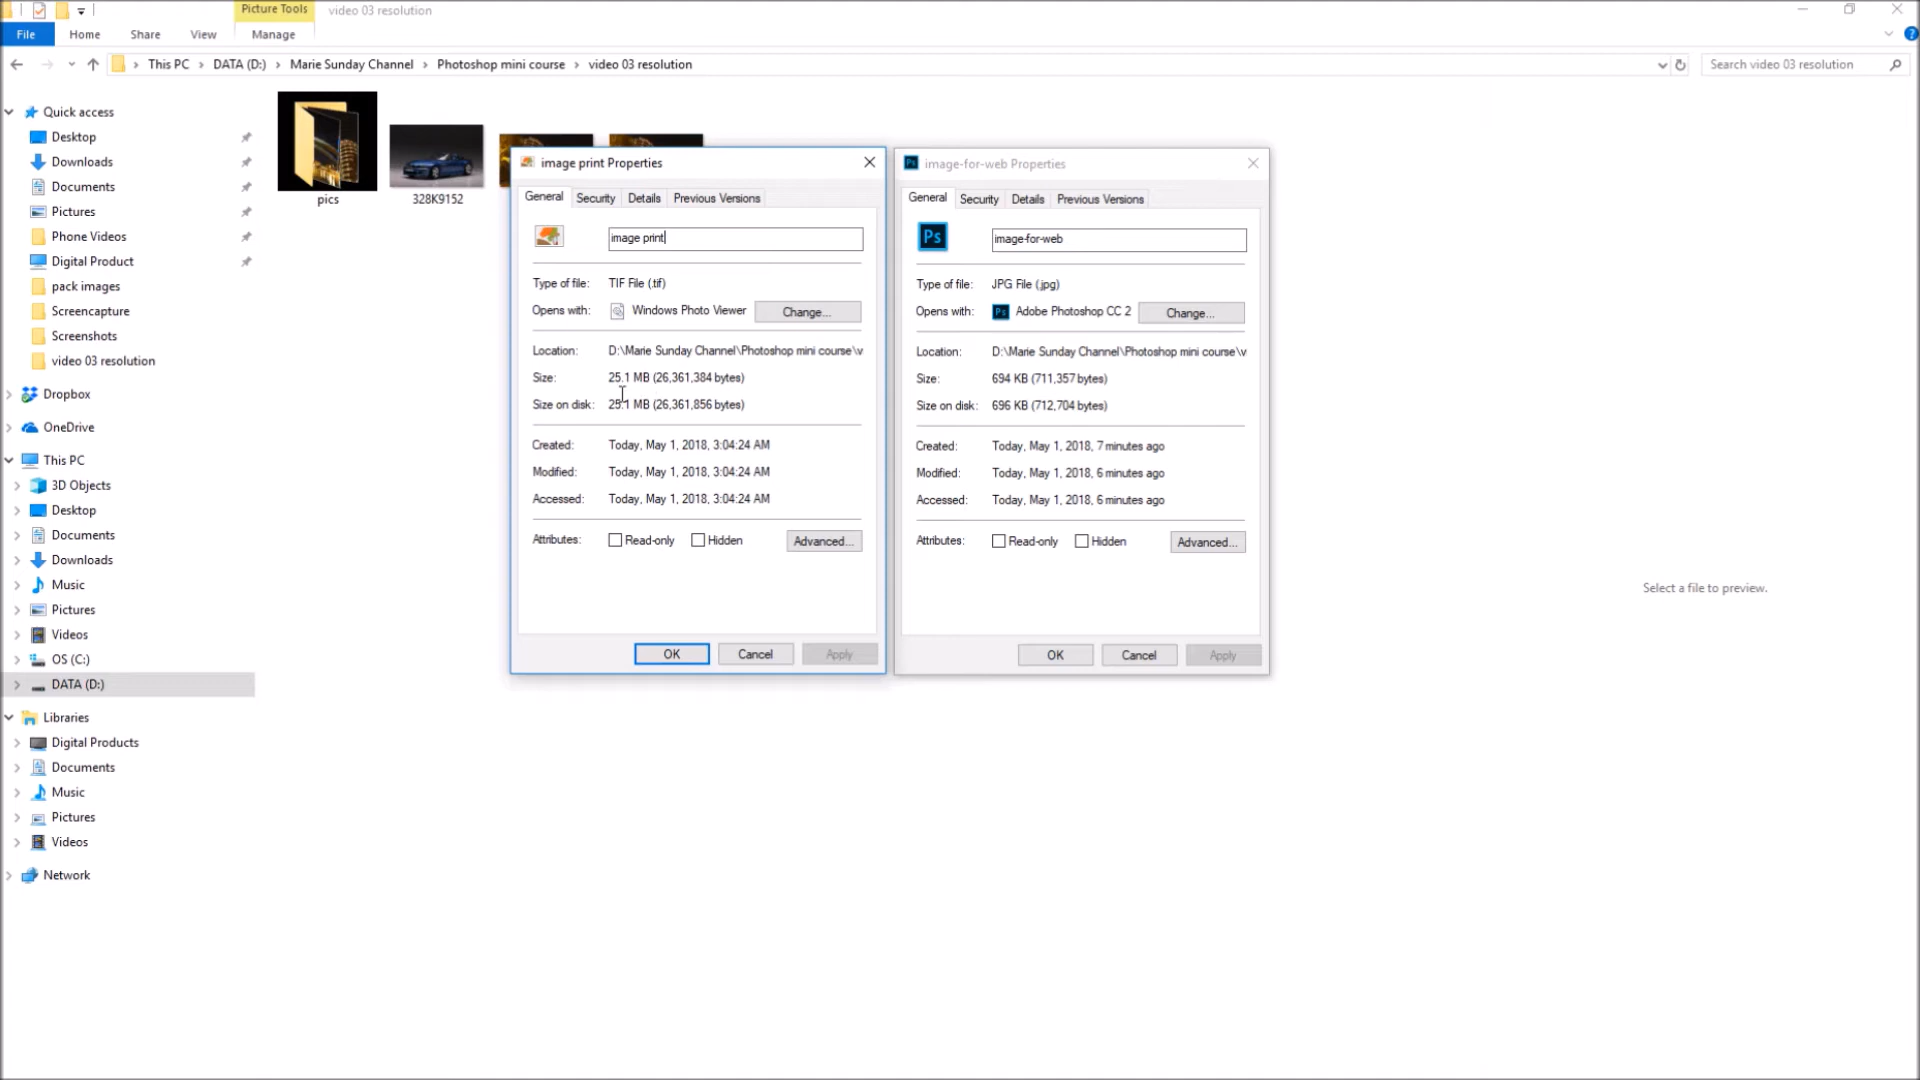 Picture Tools
video 03 resolution
File
Home
Share
View
Manage
This PC
DATA (D:)
Marie Sunday Channel
Photoshop mini course
video 03 resolution
Search video 03 resolution
Quick access
Desktop
Downloads
Documents
Pictures
Phone Videos
Digital Product
pack images
Screencapture
Screenshots
video 03 resolution
Dropbox
OneDrive
This PC
3D Objects
Desktop
Documents
Downloads
Music
Pictures
Videos
OS (C:)
DATA (D:)
Libraries
Digital Products
Documents
Music
Pictures
Videos
Network
pics
328K9152
image print Properties
General Security Details Previous Versions
image print
Type of file: TIF File (.tif)
Opens with: Windows Photo Viewer Change...
Location: D:\Marie Sunday Channel\Photoshop mini course\v
Size: 25.1 MB (26,361,384 bytes)
Size on disk: 25.1 MB (26,361,856 bytes)
Created: Today, May 1, 2018, 3:04:24 AM
Modified: Today, May 1, 2018, 3:04:24 AM
Accessed: Today, May 1, 2018, 3:04:24 AM
Attributes: Read-only Hidden Advanced...
OK Cancel Apply
Ps image-for-web Properties
General Security Details Previous Versions
Ps image-for-web
Type of file: JPG File (.jpg)
Opens with: Ps Adobe Photoshop CC 2 Change...
Location: D:\Marie Sunday Channel\Photoshop mini course\v
Size: 694 KB (711,357 bytes)
Size on disk: 696 KB (712,704 bytes)
Created: Today, May 1, 2018, 7 minutes ago
Modified: Today, May 1, 2018, 6 minutes ago
Accessed: Today, May 1, 2018, 6 minutes ago
Attributes: Read-only Hidden Advanced...
OK Cancel Apply
Select a file to preview.